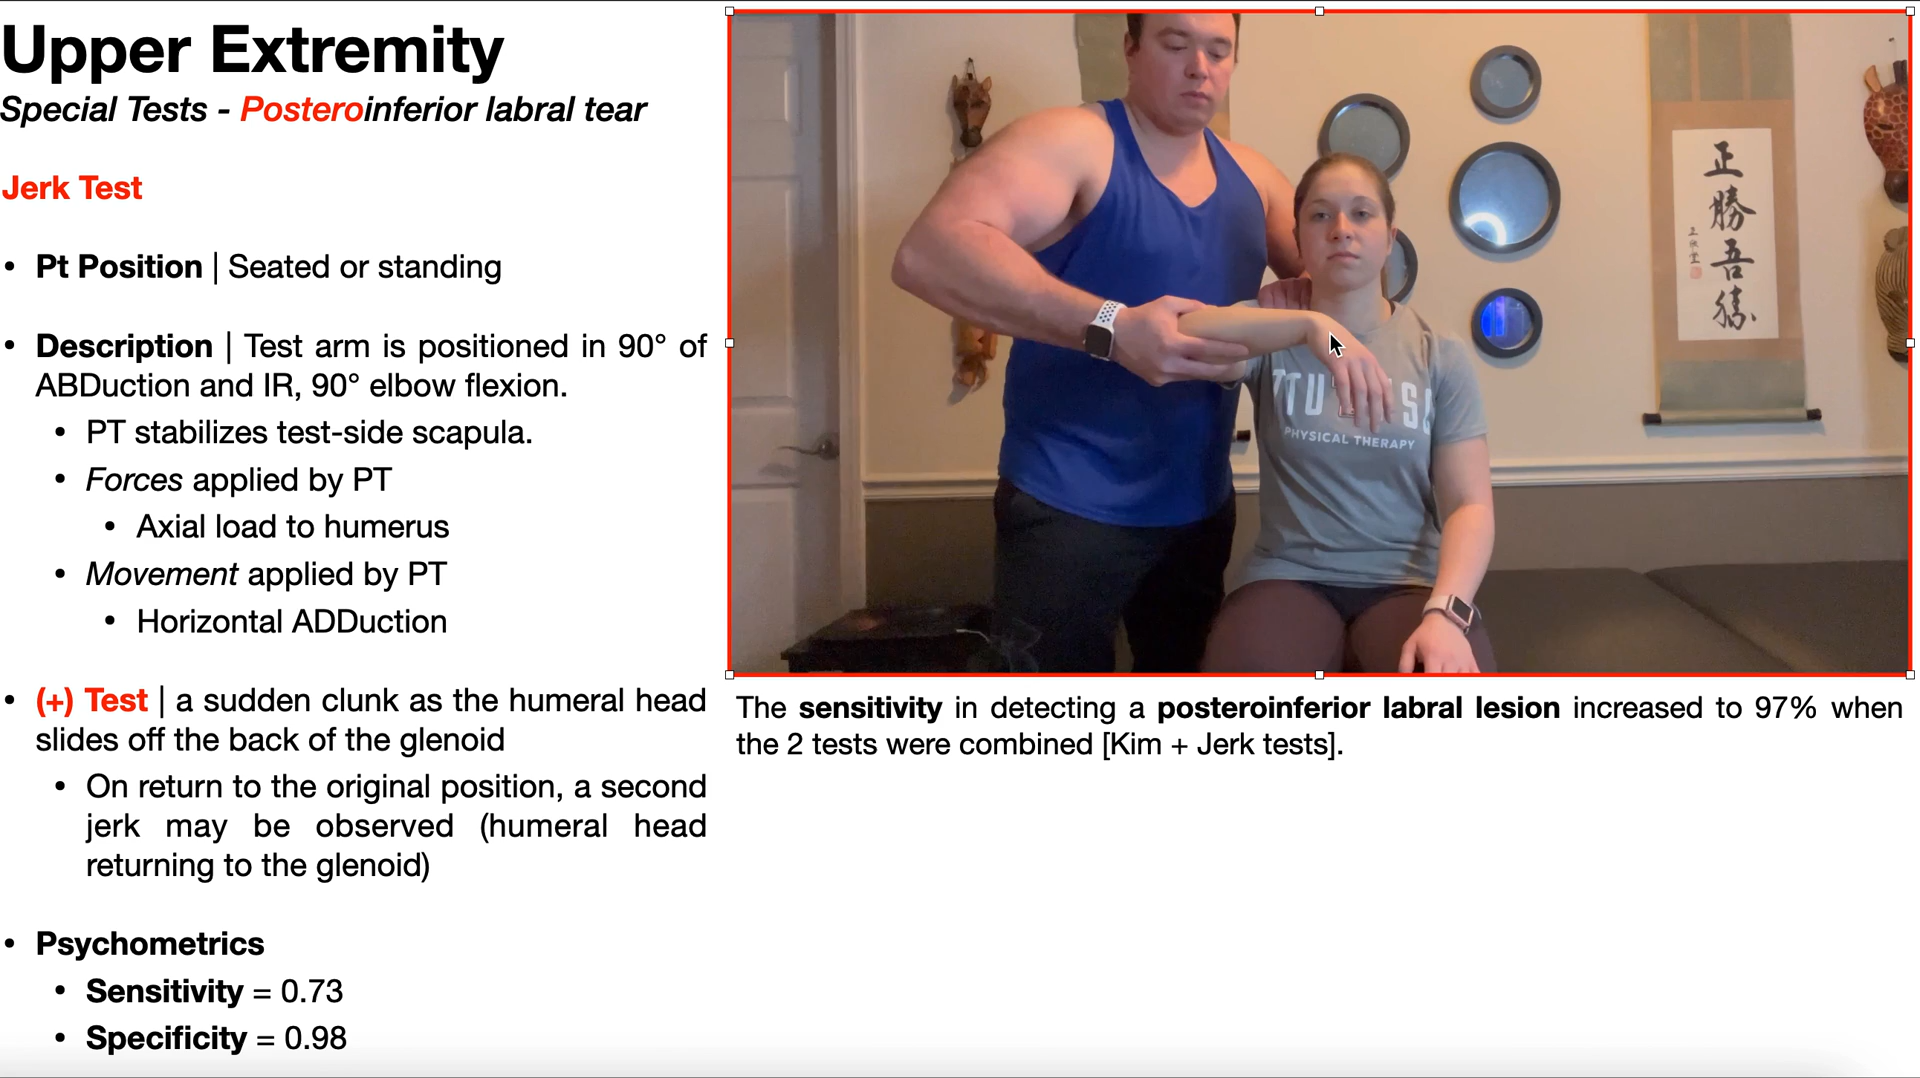 Upper Extremity
Special Tests - Posteroinferior labral tear
Jerk Test
• Pt Position | Seated or standing
• Description | Test arm is positioned in 90° of
ABDuction and IR, 90° elbow flexion.
• PT stabilizes test-side scapula.
• Forces applied by PT
• Axial load to humerus
• Movement applied by PT
• Horizontal ADDuction
• (+) Test | a sudden clunk as the humeral head
slides off the back of the glenoid
• On return to the original position, a second
jerk may be observed (humeral head
returning to the glenoid)
• Psychometrics
• Sensitivity = 0.73
• Specificity = 0.98
正勝吾勝
PHYSICAL THERAPY
The sensitivity in detecting a posteroinferior labral lesion increased to 97% when
the 2 tests were combined [Kim + Jerk tests].